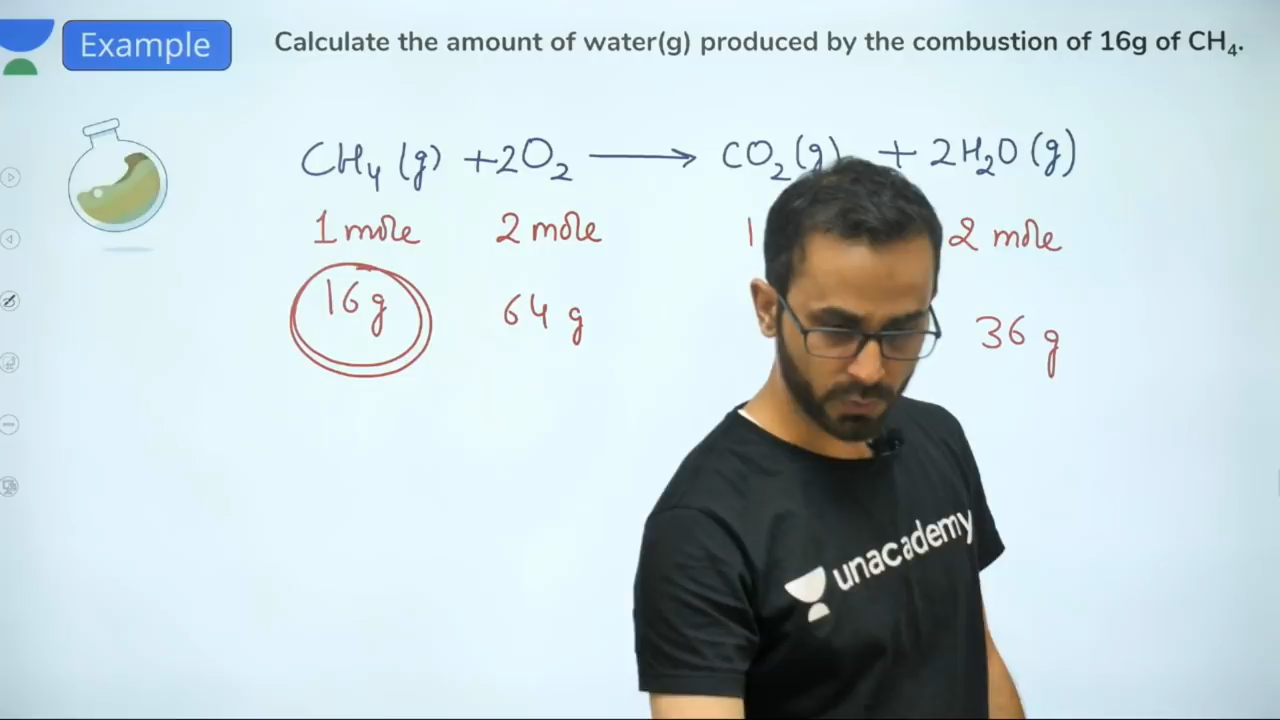 Example
Calculate the amount of water(g) produced by the combustion of 16g of CH₄.
CH₄ (g) + 2O₂ ⟶ CO₂ (g) + 2H₂O (g)
1 mole 2 mole 1 2 mole
16 g 64 g 36 g
unacademy